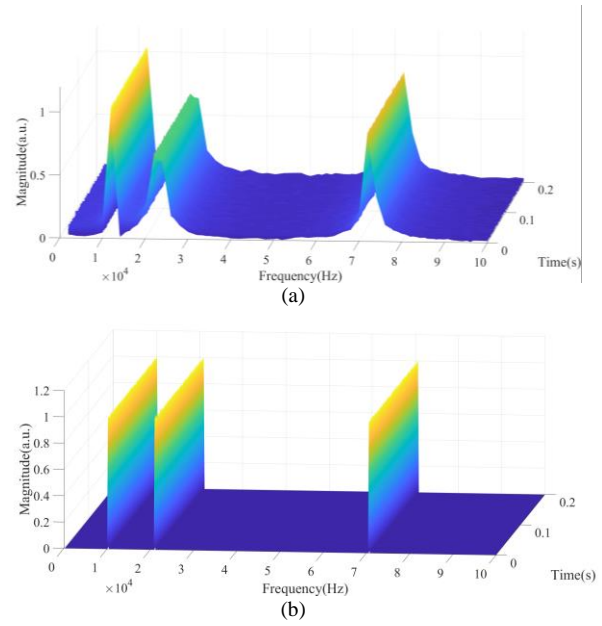 1
0.5
0
Magnitude(a.u.)
0 1 2 3 4 5 6 7 8 9 10
×10⁴
Frequency(Hz)
0
0.1
0.2
Time(s)
(a)
1.2
1
0.8
0.6
0.4
0.2
0
Magnitude(a.u.)
0 1 2 3 4 5 6 7 8 9 10
×10⁴
Frequency(Hz)
0
0.1
0.2
Time(s)
(b)